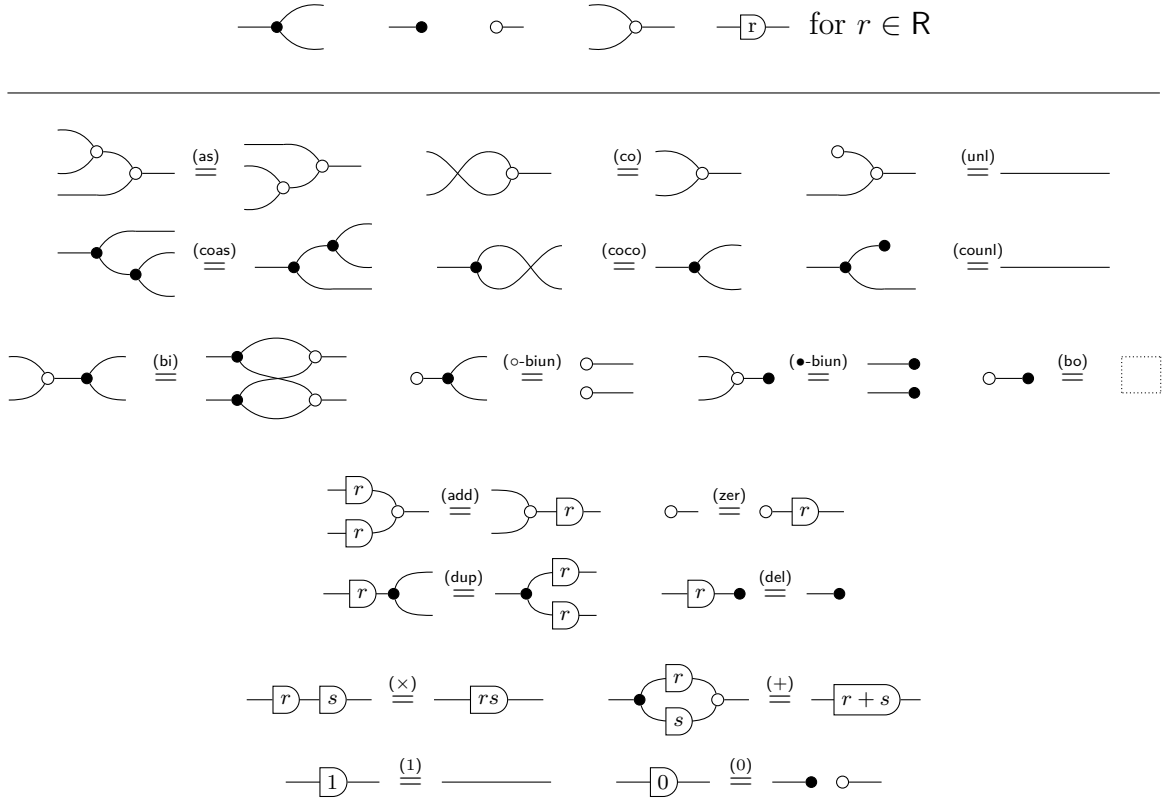 r for r ∈ R
(as) (co) (unl)
(coas) (coco) (counl)
(bi) (○-biun) (●-biun) (bo)
r r (add) r (zer) r
r (dup) r r r (del)
r s (×) rs r s (+) r + s
1 (1) 0 (0)